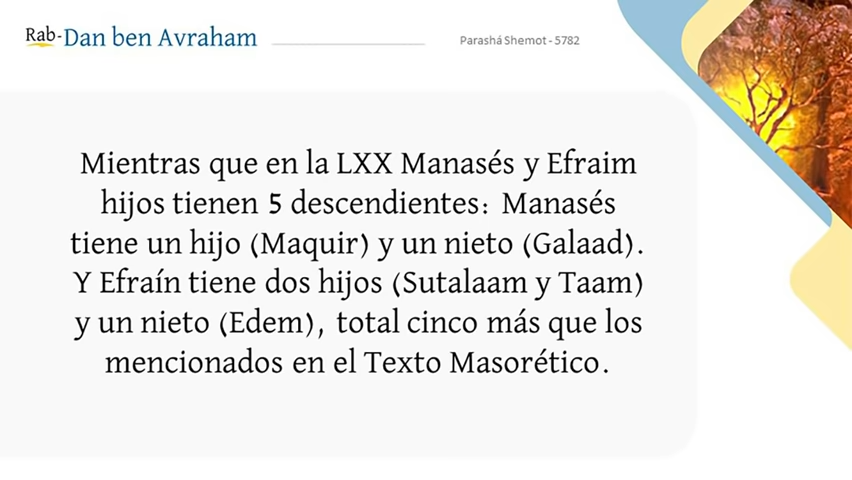 Rab-Dan ben Avraham
Parashá Shemot - 5782
Mientras que en la LXX Manasés y Efraim
hijos tienen 5 descendientes: Manasés
tiene un hijo (Maquir) y un nieto (Galaad).
Y Efraín tiene dos hijos (Sutalaam y Taam)
y un nieto (Edem), total cinco más que los
mencionados en el Texto Masorético.